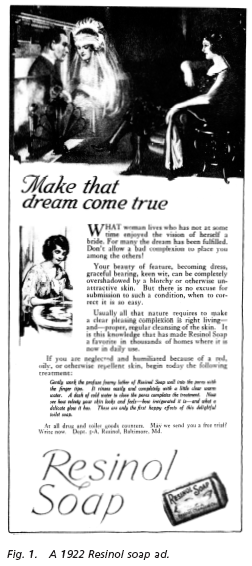 Make that
dream come true
WHAT woman lives who has not at some
time enjoyed the vision of herself a
bride. For many the dream has been fulfilled.
Don't allow a bad complexion to place you
among the others!
Your beauty of feature, becoming dress,
graceful bearing, keen wit, can be completely
overshadowed by a blotchy or otherwise un-
attractive skin. But there is no excuse for
submission to such a condition, when to cor-
rect it is so easy.
Usually all that nature requires to make
a clear pleasing complexion is right living—
and—proper, regular cleansing of the skin. It
is this knowledge that has made Resinol Soap
a favorite in thousands of homes where it is
now in daily use.
If you are neglected and humiliated because of a red,
oily, or otherwise repellent skin, begin today the following
treatment:
Gently work the profuse foamy lather of Resinol Soap well into the pores with
the finger tips. It rinses easily and completely with a little clear warm
water. A dash of cold water to close the pores completes the treatment. Now
see how velvety your skin looks and feels—how invigorated it is—and what a
delicate glow it has. These are only the first happy effects of this delightful
toilet soap.
At all drug and toilet goods counters. May we send you a free trial?
Write now. Dept. 5-A, Resinol, Baltimore, Md.
Resinol
Soap
Resinol Soap
Fig. 1. A 1922 Resinol soap ad.